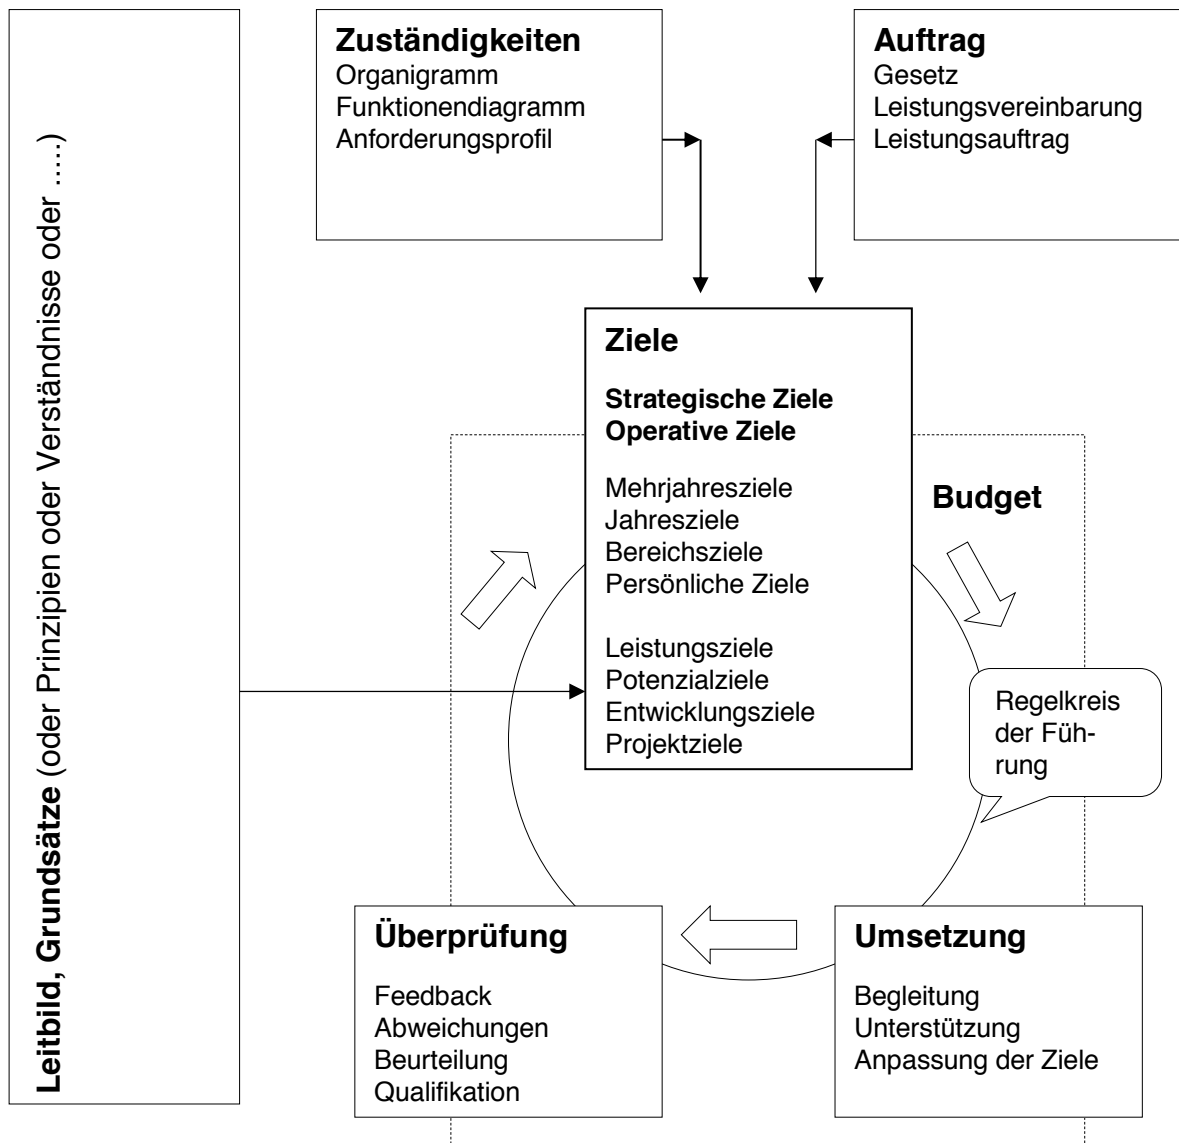 Leitbild, Grundsätze (oder Prinzipien oder Verständnisse oder .....)
Zuständigkeiten
Organigramm
Funktionendiagramm
Anforderungsprofil
Auftrag
Gesetz
Leistungsvereinbarung
Leistungsauftrag
Ziele
Strategische Ziele
Operative Ziele
Mehrjahresziele
Jahresziele
Bereichsziele
Persönliche Ziele
Leistungsziele
Potenzialziele
Entwicklungsziele
Projektziele
Budget
Regelkreis
der Füh-
rung
Überprüfung
Feedback
Abweichungen
Beurteilung
Qualifikation
Umsetzung
Begleitung
Unterstützung
Anpassung der Ziele